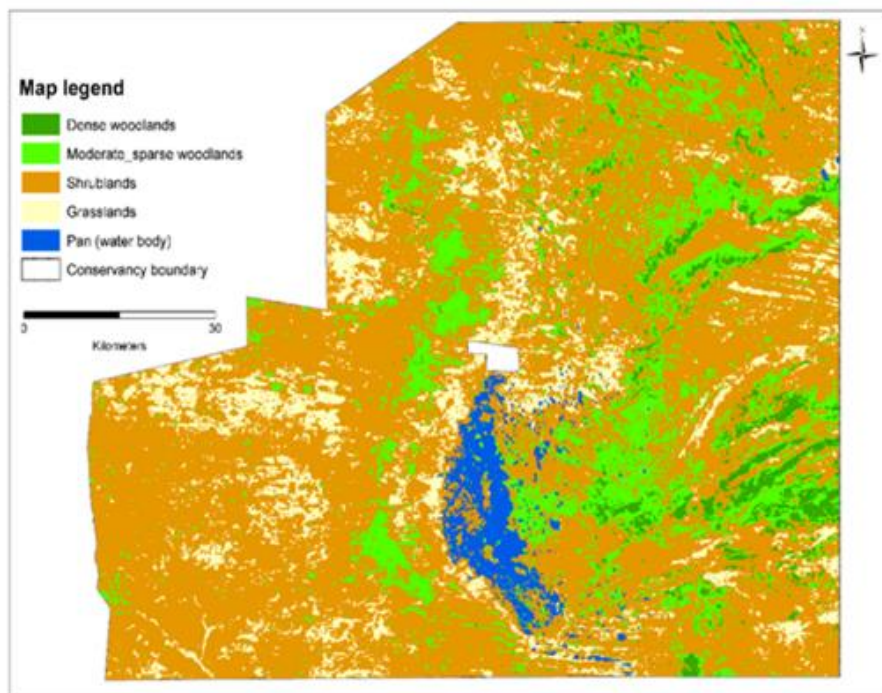 Map legend
Dense woodlands
Moderate_sparse woodlands
Shrublands
Grasslands
Pan (water body)
Conservancy boundary
0 30
Kilometers